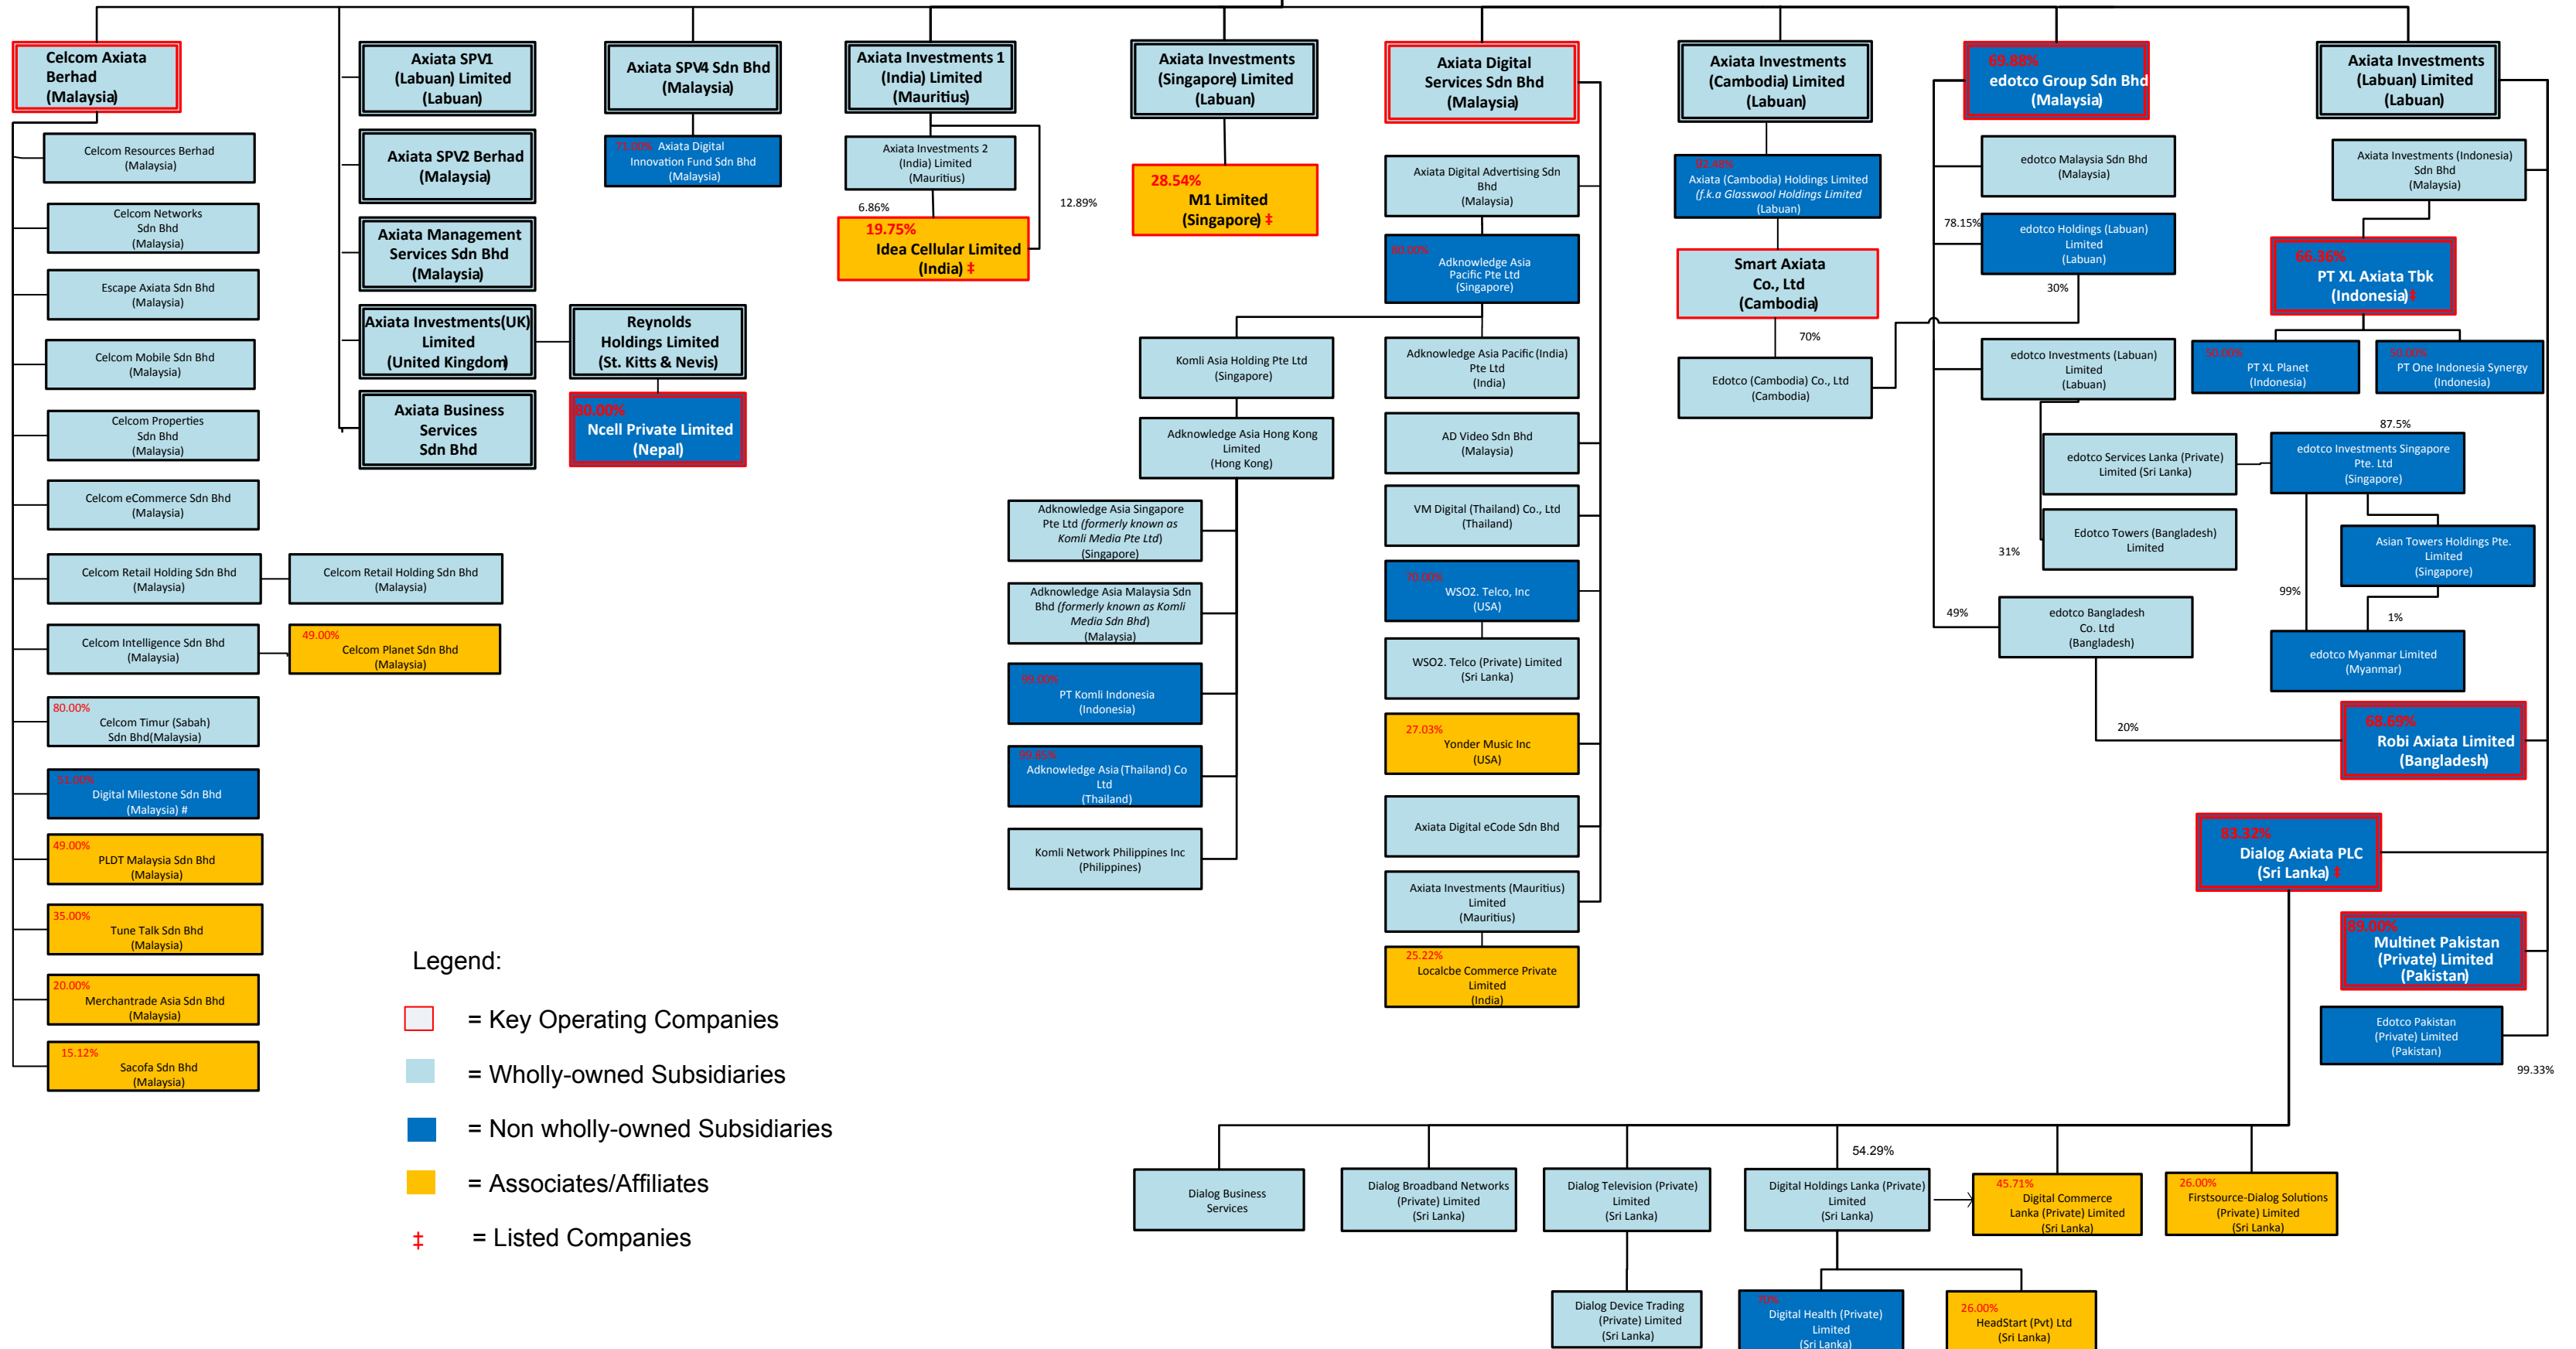 Celcom Axiata
Berhad
(Malaysia)
Celcom Resources Berhad
(Malaysia)
Celcom Networks
Sdn Bhd
(Malaysia)
Escape Axiata Sdn Bhd
(Malaysia)
Celcom Mobile Sdn Bhd
(Malaysia)
Celcom Properties
Sdn Bhd
(Malaysia)
Celcom eCommerce Sdn Bhd
(Malaysia)
Celcom Retail Holding Sdn Bhd
(Malaysia)
Celcom Retail Holding Sdn Bhd
(Malaysia)
Celcom Intelligence Sdn Bhd
(Malaysia)
49.00%
Celcom Planet Sdn Bhd
(Malaysia)
80.00%
Celcom Timur (Sabah)
Sdn Bhd(Malaysia)
51.00%
Digital Milestone Sdn Bhd
(Malaysia) #
49.00%
PLDT Malaysia Sdn Bhd
(Malaysia)
35.00%
Tune Talk Sdn Bhd
(Malaysia)
20.00%
Merchantrade Asia Sdn Bhd
(Malaysia)
15.12%
Sacofa Sdn Bhd
(Malaysia)
Axiata SPV1
(Labuan) Limited
(Labuan)
Axiata SPV2 Berhad
(Malaysia)
Axiata Management
Services Sdn Bhd
(Malaysia)
Axiata Investments(UK)
Limited
(United Kingdom)
Reynolds
Holdings Limited
(St. Kitts & Nevis)
80.00%
Ncell Private Limited
(Nepal)
Axiata Business
Services
Sdn Bhd
Axiata SPV4 Sdn Bhd
(Malaysia)
71.00% Axiata Digital
Innovation Fund Sdn Bhd
(Malaysia)
Axiata Investments 1
(India) Limited
(Mauritius)
Axiata Investments 2
(India) Limited
(Mauritius)
6.86%
12.89%
19.75%
Idea Cellular Limited
(India) ‡
Axiata Investments
(Singapore) Limited
(Labuan)
28.54%
M1 Limited
(Singapore) ‡
Axiata Digital
Services Sdn Bhd
(Malaysia)
Axiata Digital Advertising Sdn
Bhd
(Malaysia)
80.00%
Adknowledge Asia
Pacific Pte Ltd
(Singapore)
Komli Asia Holding Pte Ltd
(Singapore)
Adknowledge Asia Pacific (India)
Pte Ltd
(India)
Adknowledge Asia Hong Kong
Limited
(Hong Kong)
Adknowledge Asia Singapore
Pte Ltd (formerly known as
Komli Media Pte Ltd)
(Singapore)
Adknowledge Asia Malaysia Sdn
Bhd (formerly known as Komli
Media Sdn Bhd)
(Malaysia)
99.00%
PT Komli Indonesia
(Indonesia)
Adknowledge Asia (Thailand) Co
Ltd
(Thailand)
Komli Network Philippines Inc
(Philippines)
AD Video Sdn Bhd
(Malaysia)
VM Digital (Thailand) Co., Ltd
(Thailand)
70.00%
WSO2. Telco, Inc
(USA)
WSO2. Telco (Private) Limited
(Sri Lanka)
27.03%
Yonder Music Inc
(USA)
Axiata Digital eCode Sdn Bhd
Axiata Investments (Mauritius)
Limited
(Mauritius)
25.22%
Localcbe Commerce Private
Limited
(India)
Axiata Investments
(Cambodia) Limited
(Labuan)
92.48%
Axiata (Cambodia) Holdings Limited
(f.k.a Glasswool Holdings Limited
(Labuan)
Smart Axiata
Co., Ltd
(Cambodia)
70%
Edotco (Cambodia) Co., Ltd
(Cambodia)
69.88%
edotco Group Sdn Bhd
(Malaysia)
edotco Malaysia Sdn Bhd
(Malaysia)
78.15%
edotco Holdings (Labuan)
Limited
(Labuan)
30%
edotco Investments (Labuan)
Limited
(Labuan)
edotco Services Lanka (Private)
Limited (Sri Lanka)
Edotco Towers (Bangladesh)
Limited
31%
49%
edotco Bangladesh
Co. Ltd
(Bangladesh)
20%
Axiata Investments
(Labuan) Limited
(Labuan)
Axiata Investments (Indonesia)
Sdn Bhd
(Malaysia)
66.36%
PT XL Axiata Tbk
(Indonesia)‡
50.00%
PT XL Planet
(Indonesia)
50.00%
PT One Indonesia Synergy
(Indonesia)
87.5%
edotco Investments Singapore
Pte. Ltd
(Singapore)
Asian Towers Holdings Pte.
Limited
(Singapore)
99%
1%
edotco Myanmar Limited
(Myanmar)
68.69%
Robi Axiata Limited
(Bangladesh)
83.32%
Dialog Axiata PLC
(Sri Lanka) ‡
89.00%
Multinet Pakistan
(Private) Limited
(Pakistan)
Edotco Pakistan
(Private) Limited
(Pakistan)
99.33%
Legend:
= Key Operating Companies
= Wholly-owned Subsidiaries
= Non wholly-owned Subsidiaries
= Associates/Affiliates
‡ = Listed Companies
Dialog Business
Services
Dialog Broadband Networks
(Private) Limited
(Sri Lanka)
Dialog Television (Private)
Limited
(Sri Lanka)
54.29%
Digital Holdings Lanka (Private)
Limited
(Sri Lanka)
45.71%
Digital Commerce
Lanka (Private) Limited
(Sri Lanka)
26.00%
Firstsource-Dialog Solutions
(Private) Limited
(Sri Lanka)
Dialog Device Trading
(Private) Limited
(Sri Lanka)
70%
Digital Health (Private)
Limited
(Sri Lanka)
26.00%
HeadStart (Pvt) Ltd
(Sri Lanka)